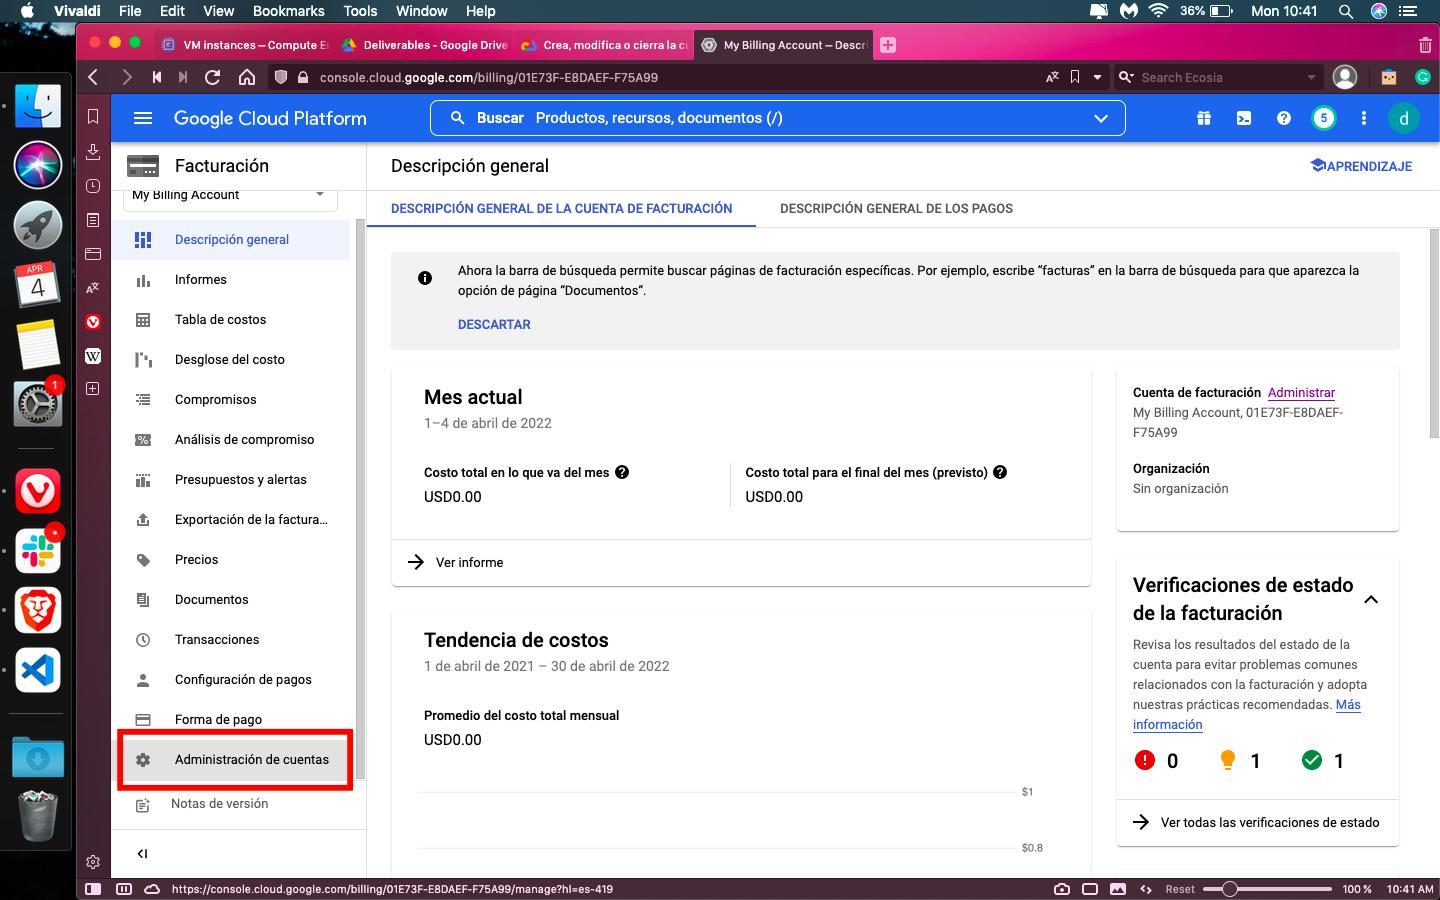 Vivaldi File Edit View Bookmarks Tools Window Help
36% Mon 10:41
VM instances – Compute E
Deliverables - Google Drive
Crea, modifica o cierra la cu
My Billing Account – Descri
console.cloud.google.com/billing/01E73F-E8DAEF-F75A99
Search Ecosia
Google Cloud Platform
Buscar Productos, recursos, documentos (/)
5
d
APR
4
1
Facturación
My Billing Account
Descripción general
Informes
Tabla de costos
Desglose del costo
Compromisos
Análisis de compromiso
Presupuestos y alertas
Exportación de la factura...
Precios
Documentos
Transacciones
Configuración de pagos
Forma de pago
Administración de cuentas
Notas de versión
Descripción general
APRENDIZAJE
DESCRIPCIÓN GENERAL DE LA CUENTA DE FACTURACIÓN
DESCRIPCIÓN GENERAL DE LOS PAGOS
Ahora la barra de búsqueda permite buscar páginas de facturación específicas. Por ejemplo, escribe “facturas” en la barra de búsqueda para que aparezca la
opción de página “Documentos”.
DESCARTAR
Mes actual
1–4 de abril de 2022
Costo total en lo que va del mes
USD0.00
Costo total para el final del mes (previsto)
USD0.00
Ver informe
Tendencia de costos
1 de abril de 2021 – 30 de abril de 2022
Promedio del costo total mensual
USD0.00
$1
$0.8
Cuenta de facturación Administrar
My Billing Account, 01E73F-E8DAEF-
F75A99
Organización
Sin organización
Verificaciones de estado
de la facturación
Revisa los resultados del estado de la
cuenta para evitar problemas comunes
relacionados con la facturación y adopta
nuestras prácticas recomendadas. Más
información
0 1 1
Ver todas las verificaciones de estado
https://console.cloud.google.com/billing/01E73F-E8DAEF-F75A99/manage?hl=es-419
Reset 100 % 10:41 AM